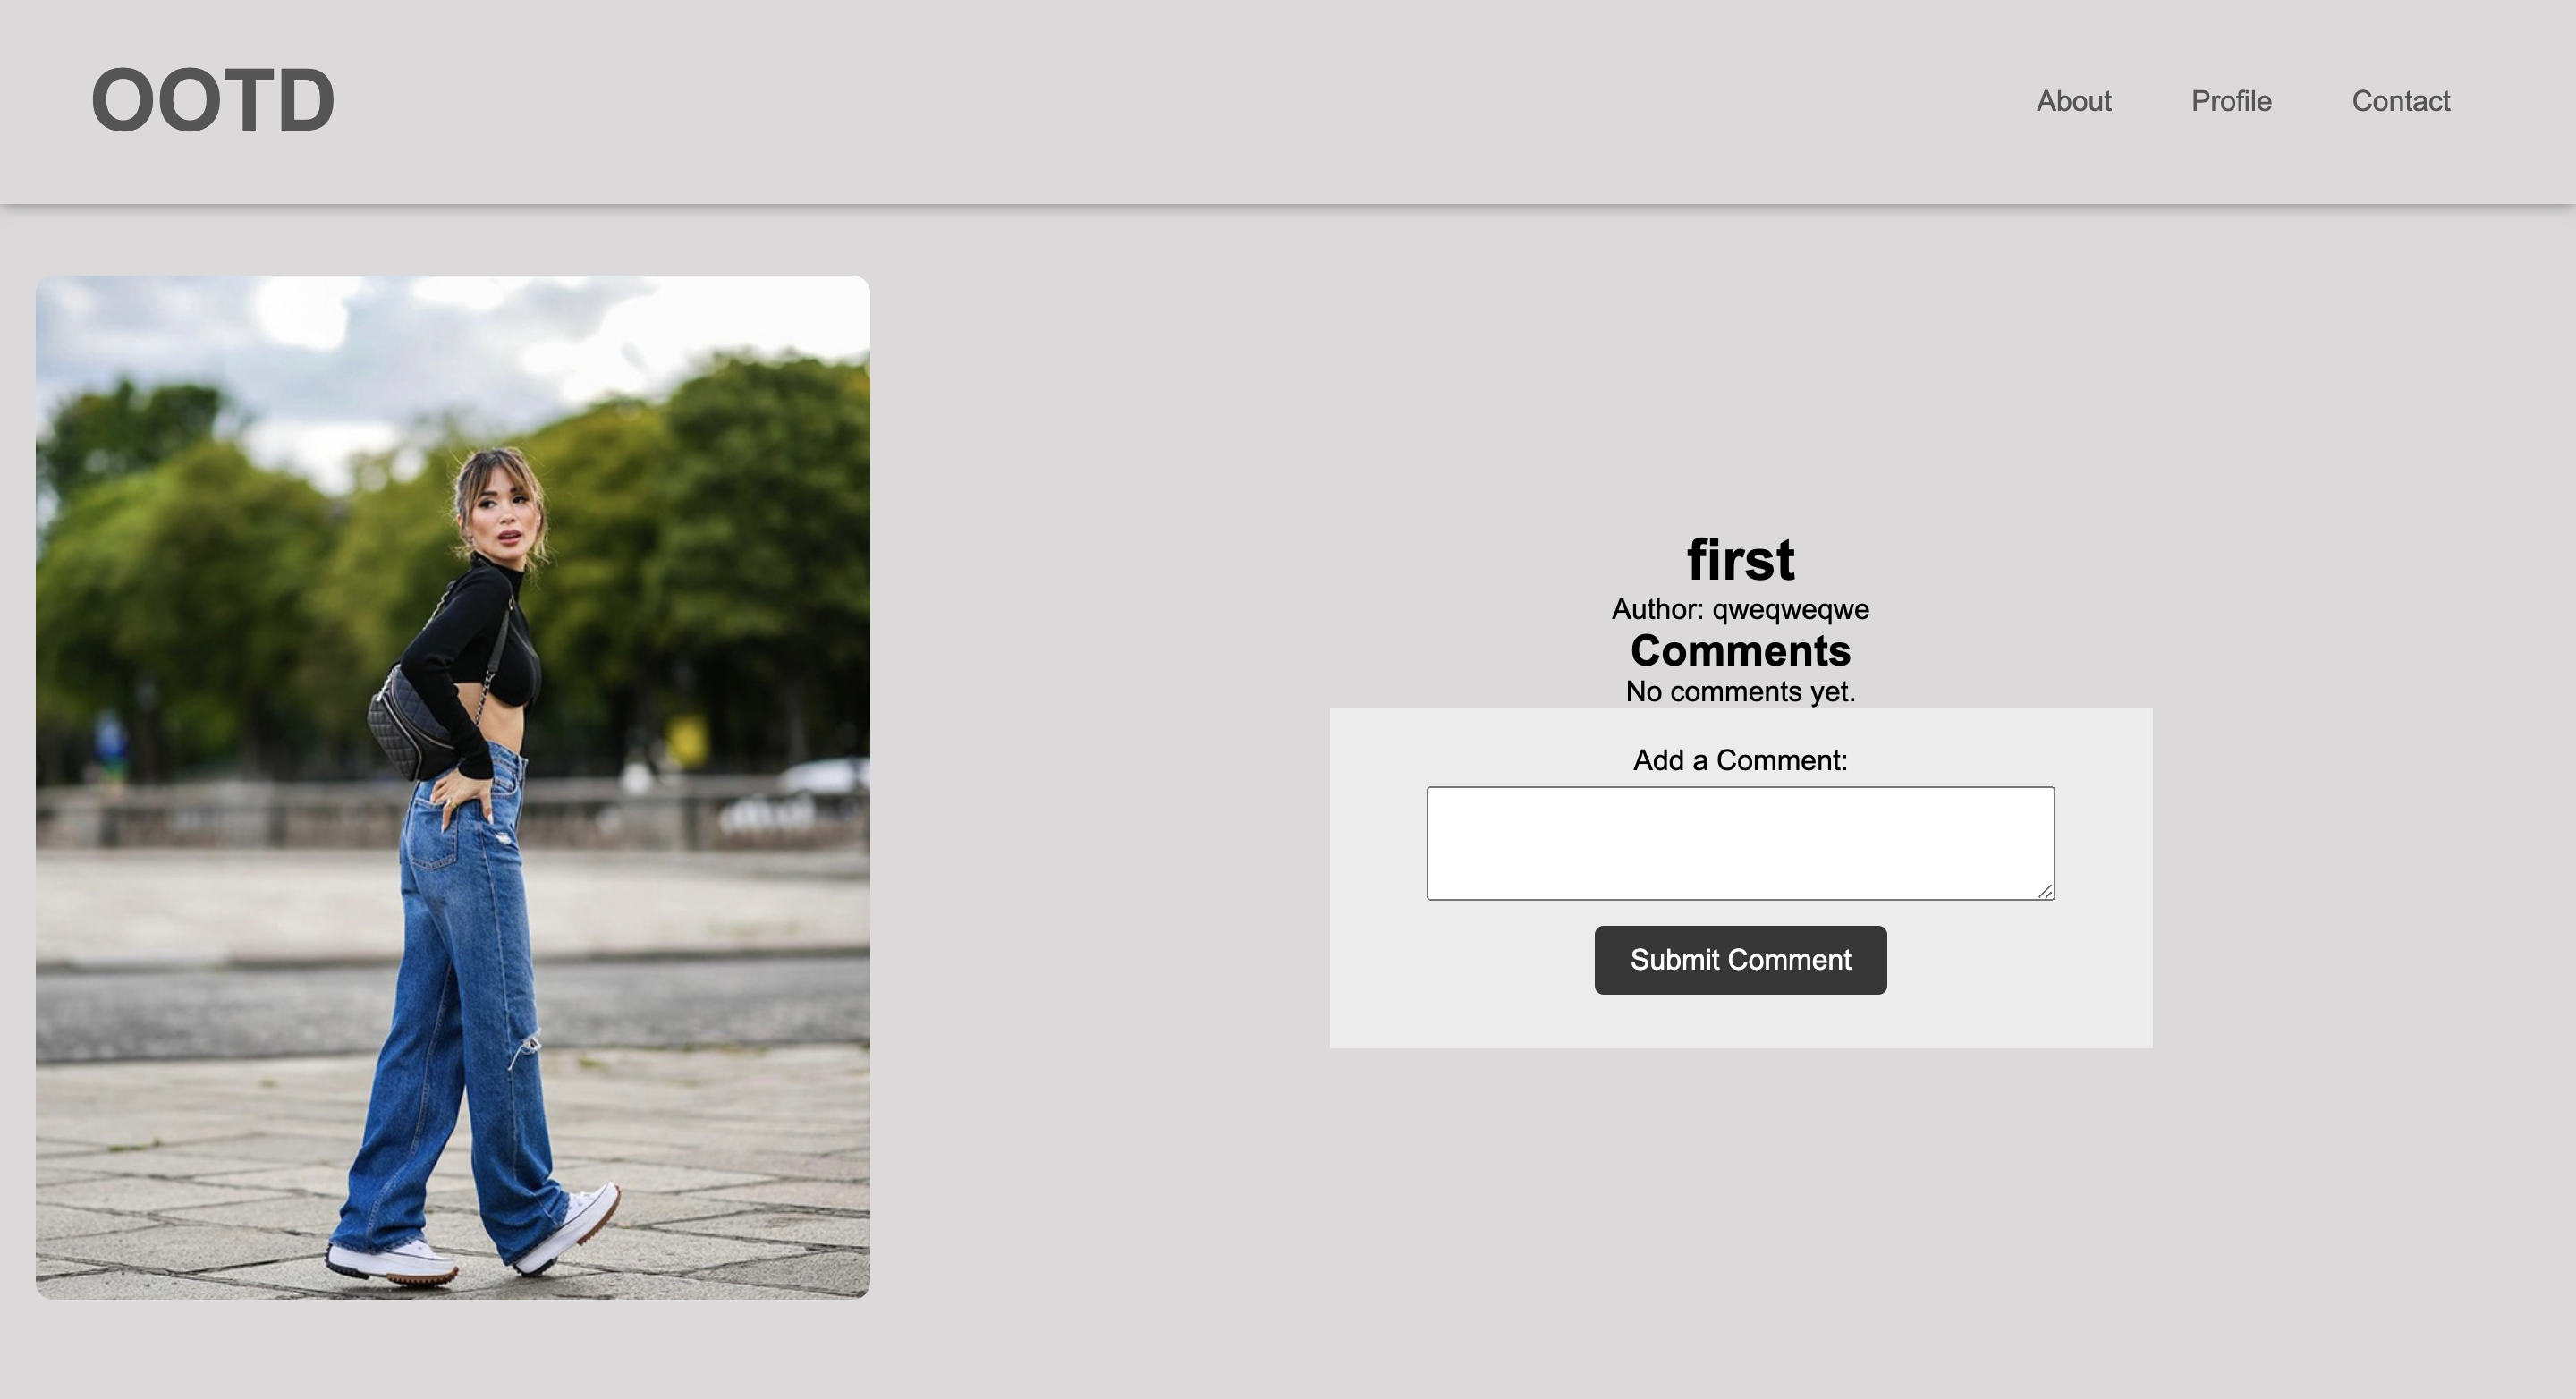 OOTD
About Profile Contact
first
Author: qweqweqwe
Comments
No comments yet.
Add a Comment:
Submit Comment